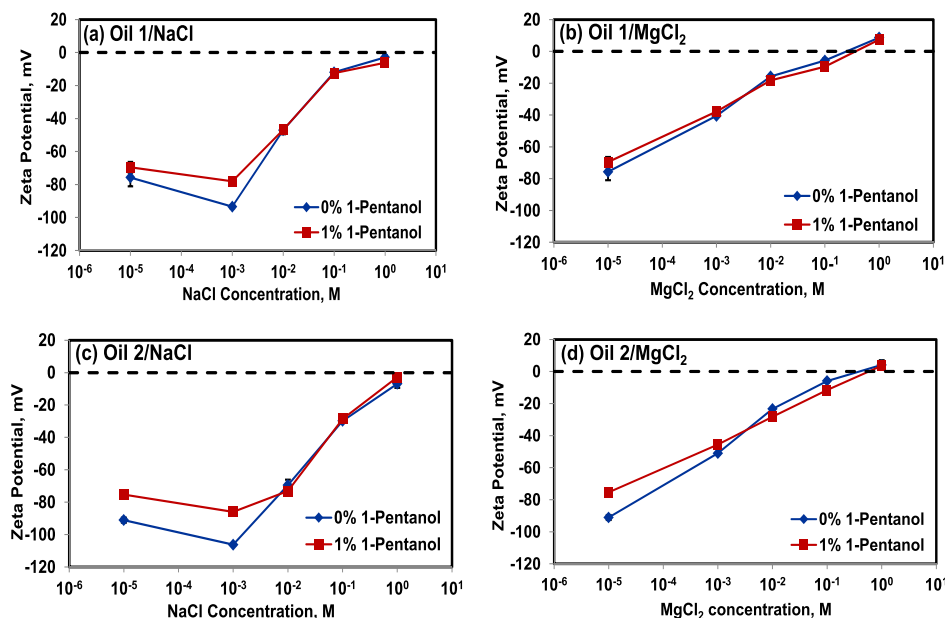 (a) Oil 1/NaCl
Zeta Potential, mV
20
0
-20
-40
-60
-80
-100
-120
0% 1-Pentanol
1% 1-Pentanol
10⁻⁶ 10⁻⁵ 10⁻⁴ 10⁻³ 10⁻² 10⁻¹ 10⁰ 10¹
NaCl Concentration, M
(b) Oil 1/MgCl₂
Zeta Potential, mV
20
0
-20
-40
-60
-80
-100
-120
0% 1-Pentanol
1% 1-Pentanol
10⁻⁶ 10⁻⁵ 10⁻⁴ 10⁻³ 10⁻² 10⁻¹ 10⁰ 10¹
MgCl₂ Concentration, M
(c) Oil 2/NaCl
Zeta Potential, mV
20
0
-20
-40
-60
-80
-100
-120
0% 1-Pentanol
1% 1-Pentanol
10⁻⁶ 10⁻⁵ 10⁻⁴ 10⁻³ 10⁻² 10⁻¹ 10⁰ 10¹
NaCl Concentration, M
(d) Oil 2/MgCl₂
Zeta Potential, mV
20
0
-20
-40
-60
-80
-100
-120
0% 1-Pentanol
1% 1-Pentanol
10⁻⁶ 10⁻⁵ 10⁻⁴ 10⁻³ 10⁻² 10⁻¹ 10⁰ 10¹
MgCl₂ concentration, M